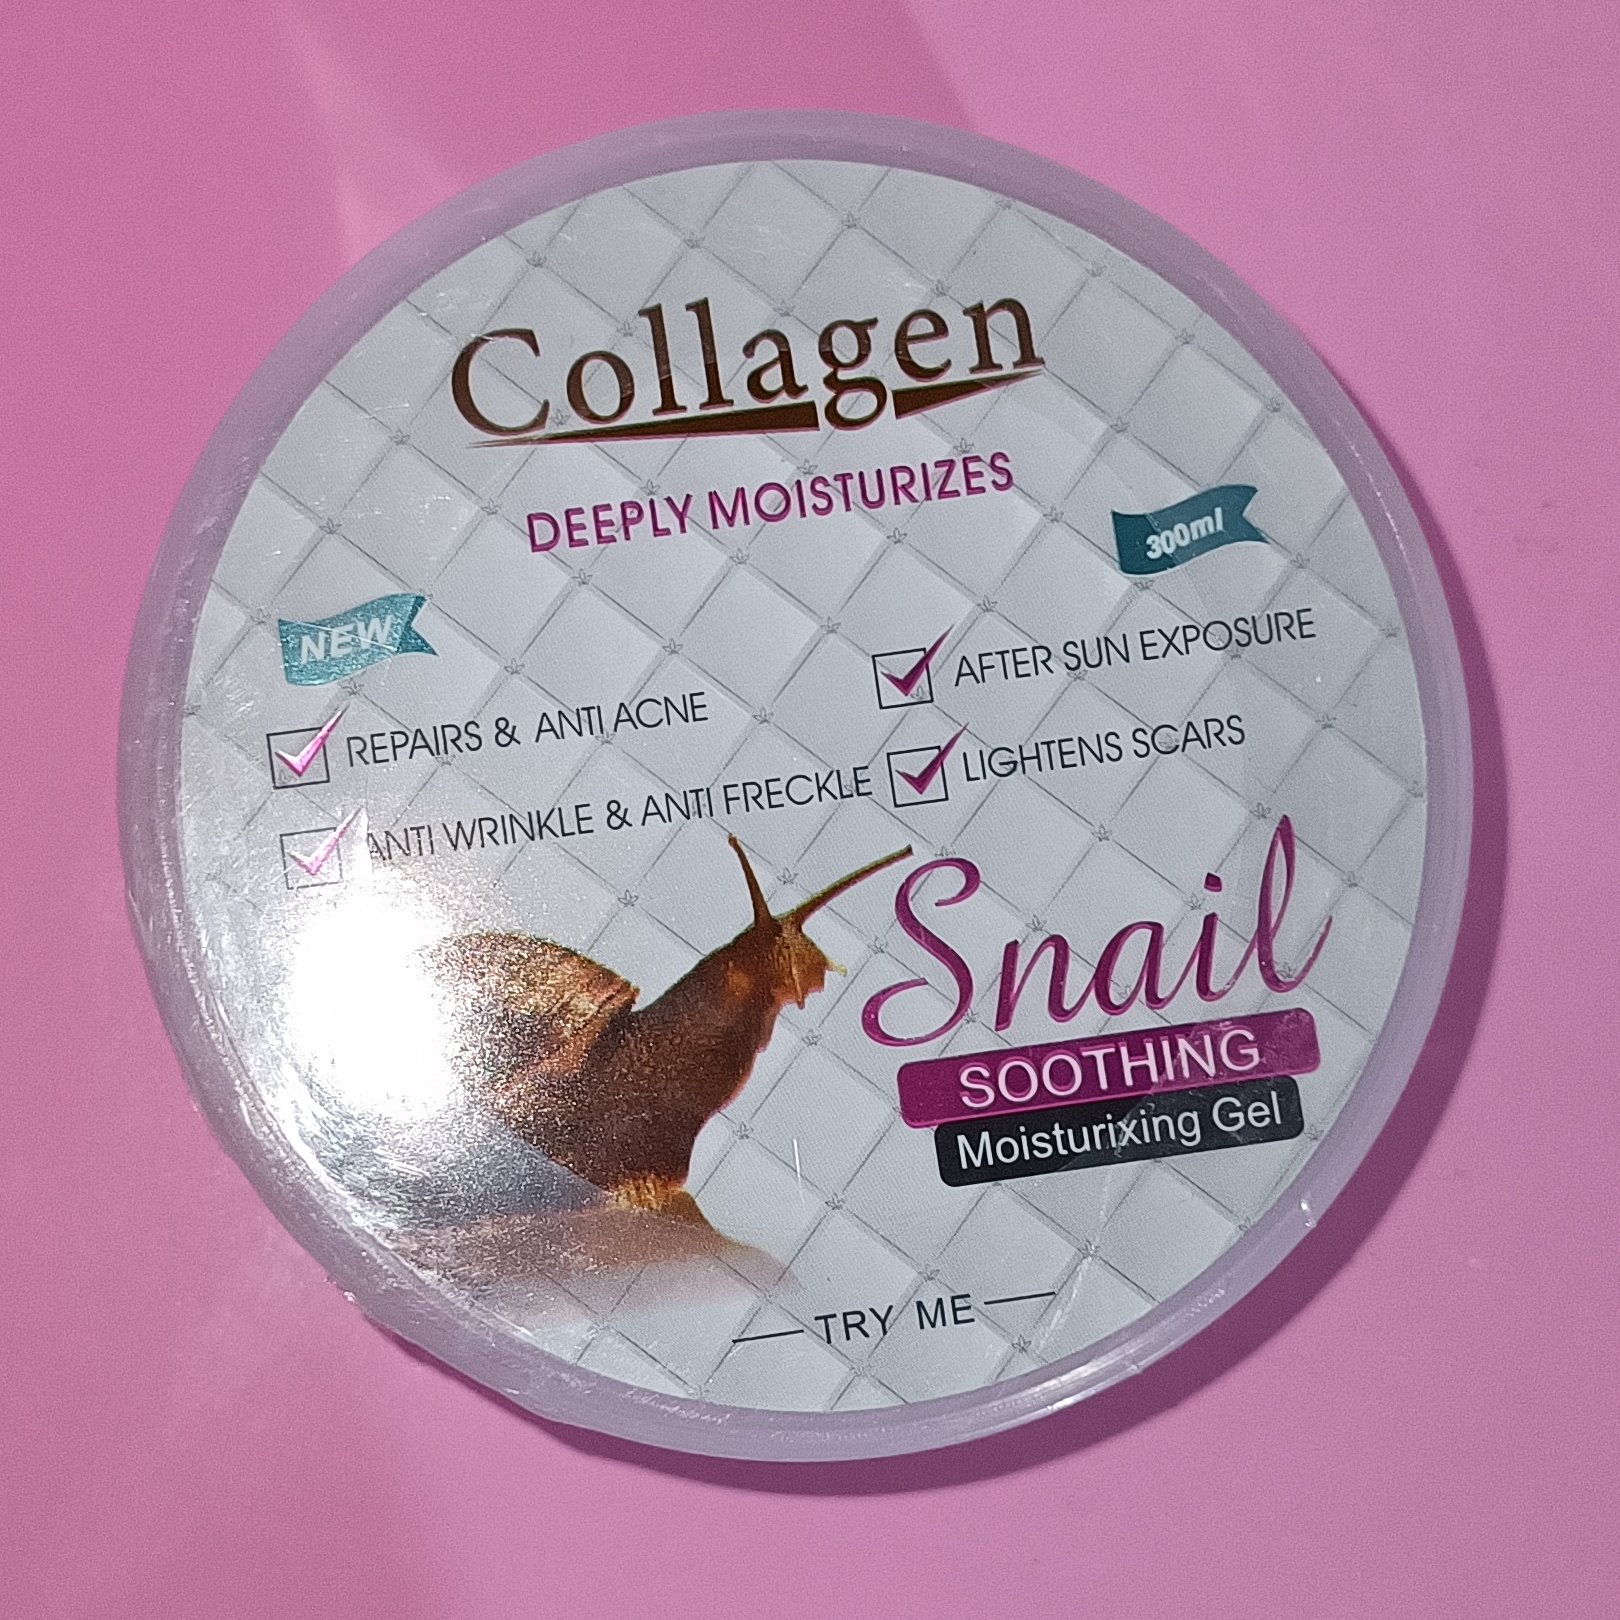 Collagen
DEEPLY MOISTURIZES
300ml
NEW
REPAIRS & ANTI ACNE
AFTER SUN EXPOSURE
ANTI WRINKLE & ANTI FRECKLE
LIGHTENS SCARS
Snail
SOOTHING
Moisturixing Gel
TRY ME